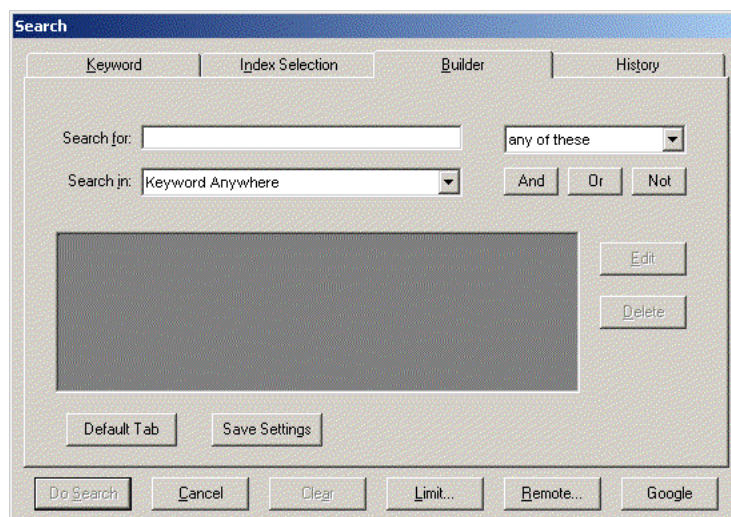 Search
Keyword Index Selection Builder History
Search for: any of these
Search in: Keyword Anywhere And Or Not
Edit
Delete
Default Tab Save Settings
Do Search Cancel Clear Limit... Remote... Google